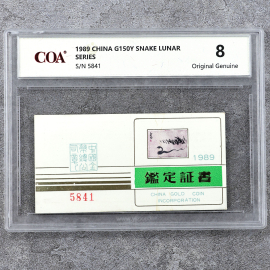 COA
1989 CHINA G150Y SNAKE LUNAR
SERIES
S/N 5841
8
Original Genuine
1989
鑑定証書
CHINA GOLD COIN
INCORPORATION
5841